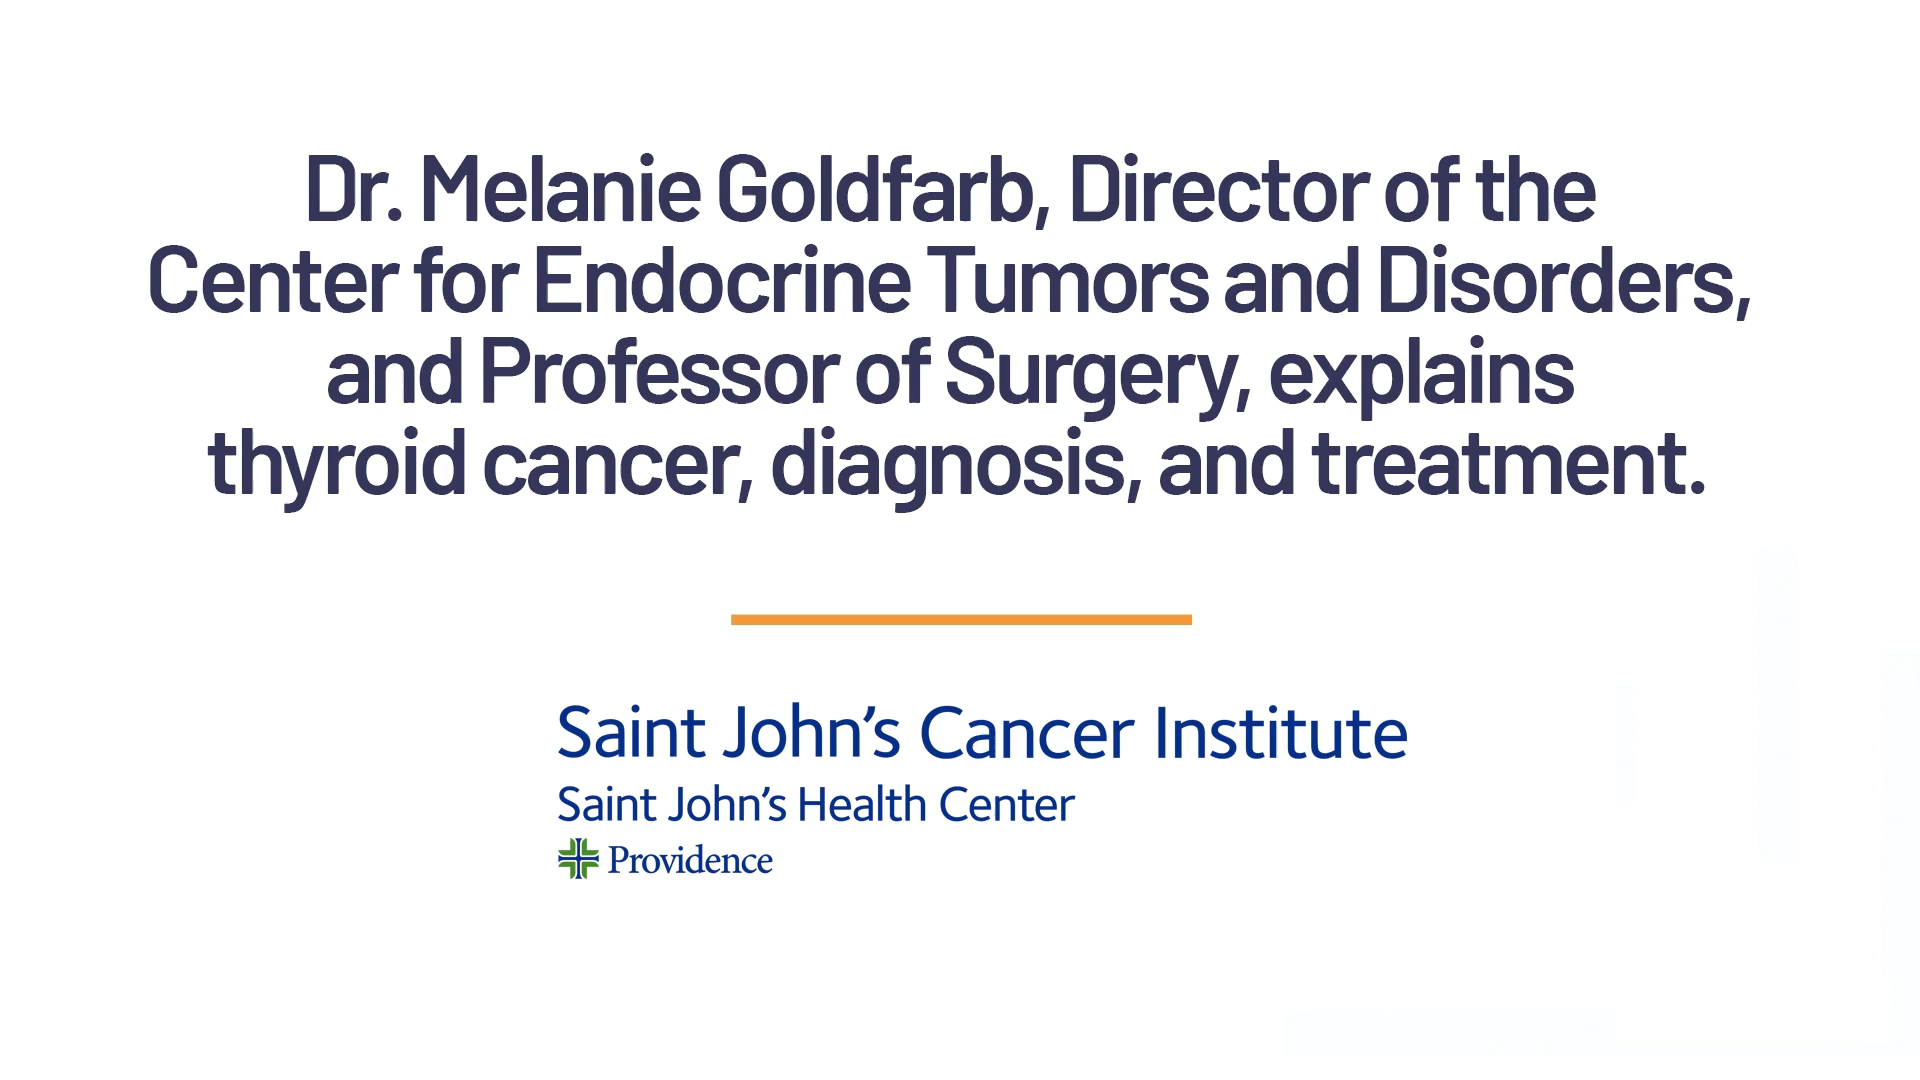 Dr. Melanie Goldfarb, Director of the
Center for Endocrine Tumors and Disorders,
and Professor of Surgery, explains
thyroid cancer, diagnosis, and treatment.
Saint John’s Cancer Institute
Saint John’s Health Center
Providence